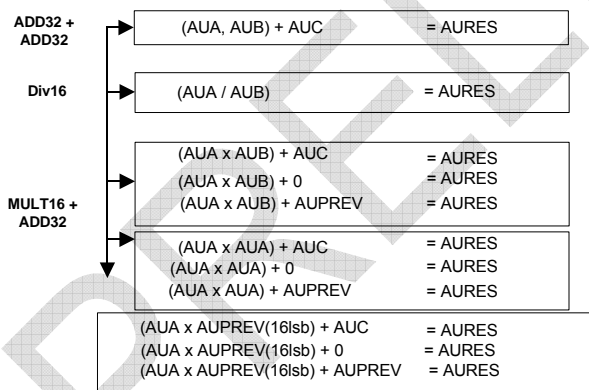 ADD32 +
ADD32
(AUA, AUB) + AUC = AURES
Div16
(AUA / AUB) = AURES
MULT16 +
ADD32
(AUA x AUB) + AUC = AURES
(AUA x AUB) + 0 = AURES
(AUA x AUB) + AUPREV = AURES
(AUA x AUA) + AUC = AURES
(AUA x AUA) + 0 = AURES
(AUA x AUA) + AUPREV = AURES
(AUA x AUPREV(16lsb) + AUC = AURES
(AUA x AUPREV(16lsb) + 0 = AURES
(AUA x AUPREV(16lsb) + AUPREV = AURES
PREL